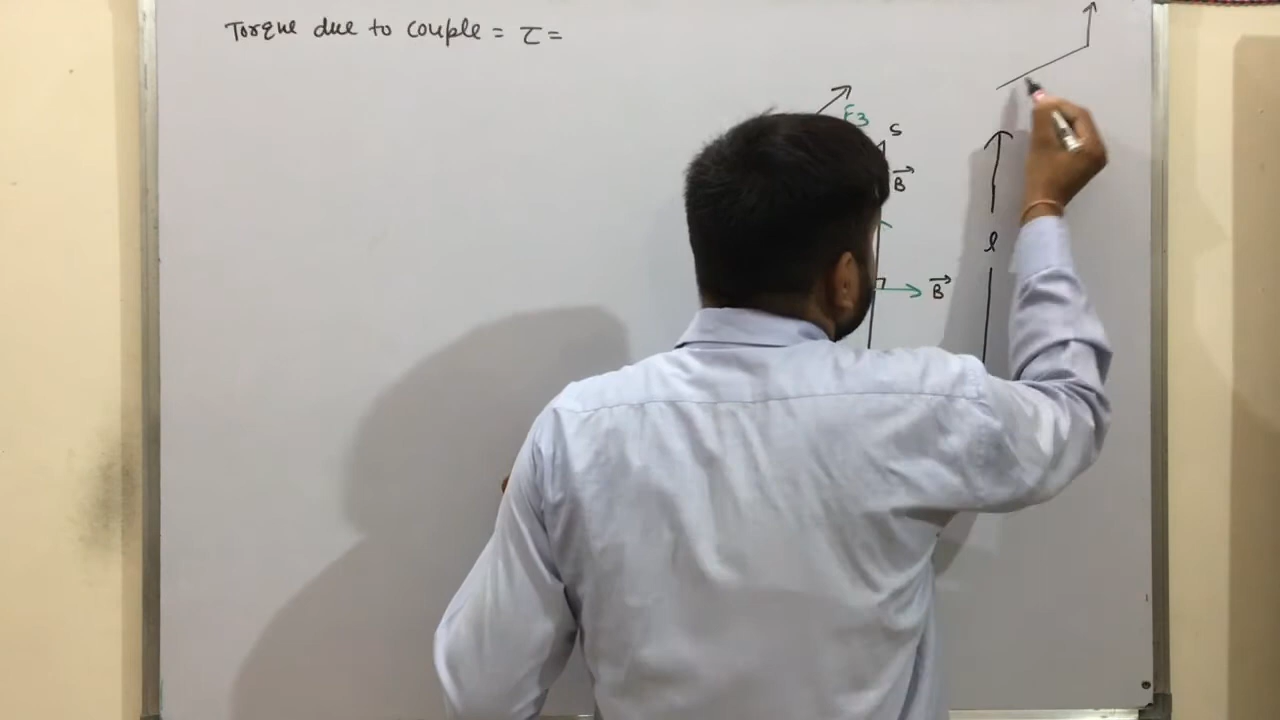 Torque due to couple = τ =
F3
S
B⃗
l
B⃗